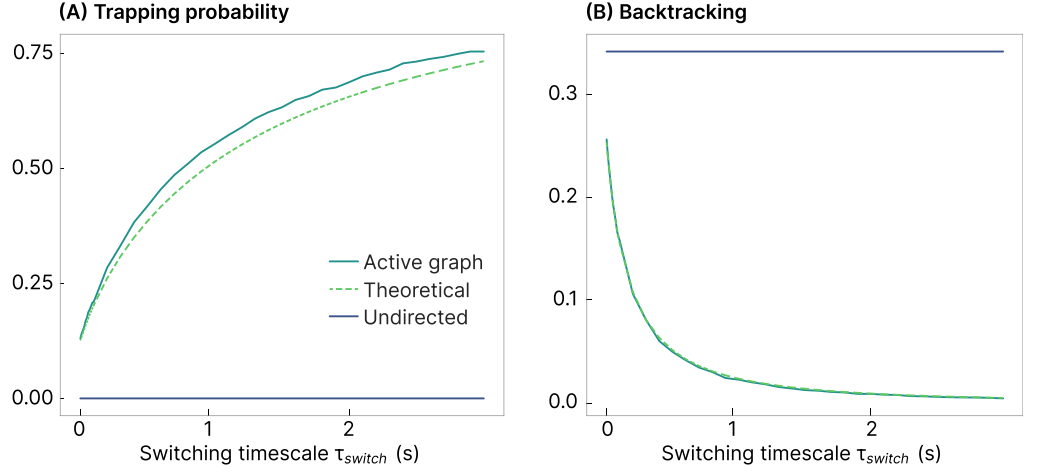 (A) Trapping probability
0.75
0.50
0.25
0.00
Active graph
Theoretical
Undirected
0 1 2
Switching timescale τswitch (s)
(B) Backtracking
0.3
0.2
0.1
0.0
0 1 2
Switching timescale τswitch (s)